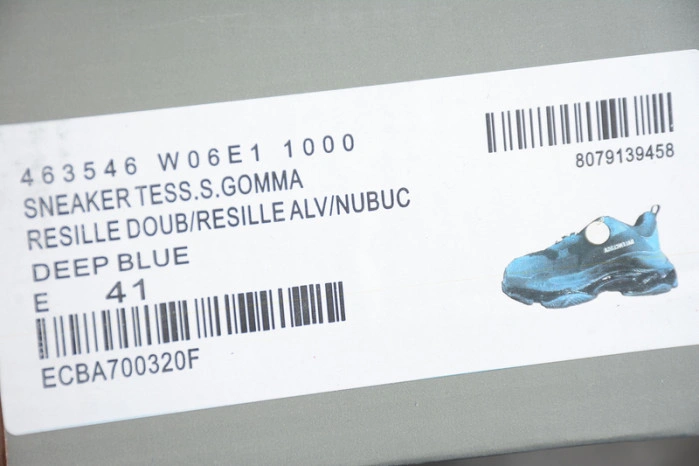 463546 W06E1 1000
SNEAKER TESS.S.GOMMA
RESILLE DOUB/RESILLE ALV/NUBUC
DEEP BLUE
E 41
ECBA700320F
8079139458